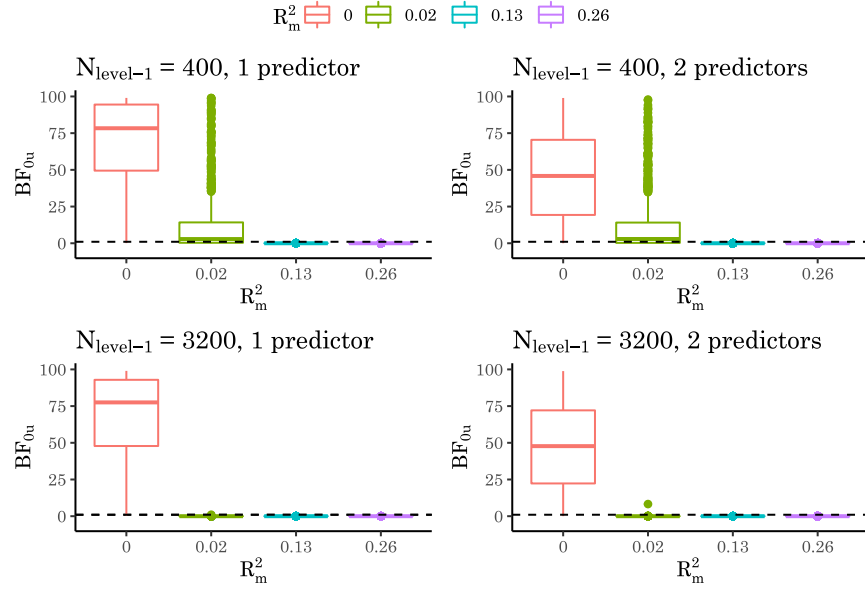 R²ₘ 0 0.02 0.13 0.26
N level−1 = 400, 1 predictor
BF₀ᵤ
100
75
50
25
0
0 0.02 0.13 0.26
R²ₘ
N level−1 = 400, 2 predictors
BF₀ᵤ
100
75
50
25
0
0 0.02 0.13 0.26
R²ₘ
N level−1 = 3200, 1 predictor
BF₀ᵤ
100
75
50
25
0
0 0.02 0.13 0.26
R²ₘ
N level−1 = 3200, 2 predictors
BF₀ᵤ
100
75
50
25
0
0 0.02 0.13 0.26
R²ₘ